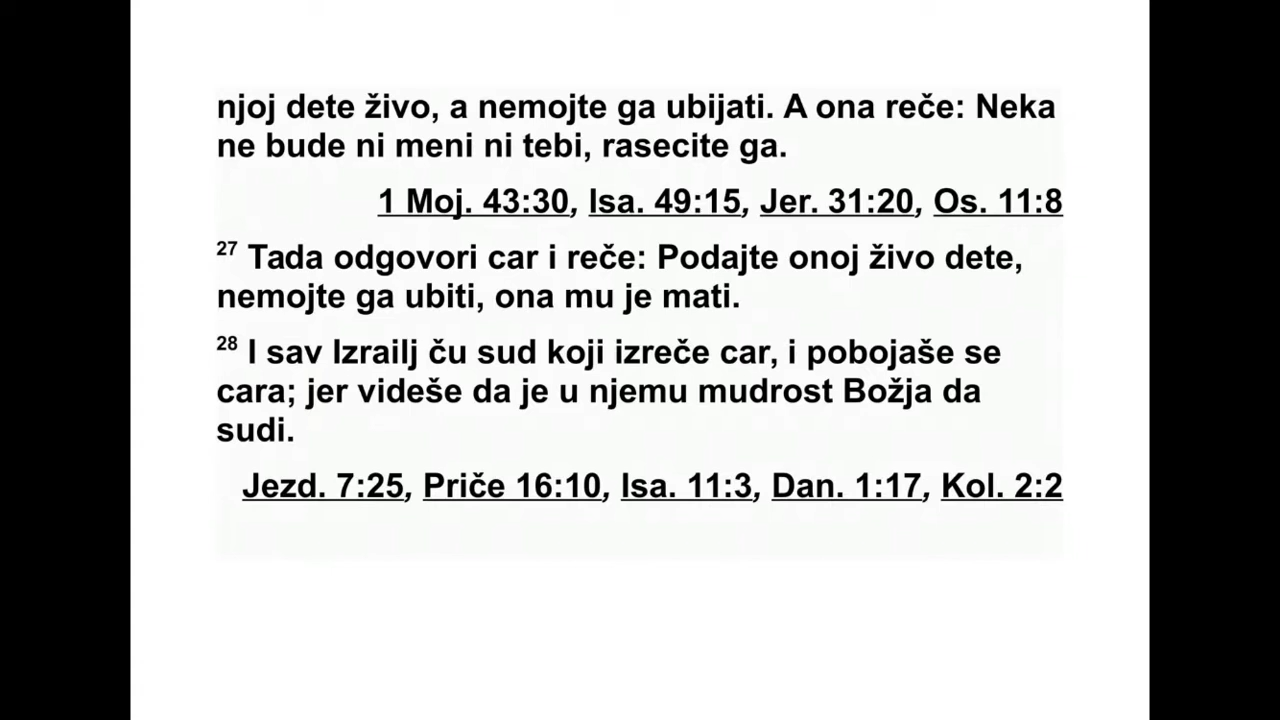 njoj dete živo, a nemojte ga ubijati. A ona reče: Neka
ne bude ni meni ni tebi, rasecite ga.
1 Moj. 43:30, Isa. 49:15, Jer. 31:20, Os. 11:8
27 Tada odgovori car i reče: Podajte onoj živo dete,
nemojte ga ubiti, ona mu je mati.
28 I sav Izrailj ču sud koji izreče car, i pobojaše se
cara; jer videše da je u njemu mudrost Božja da
sudi.
Jezd. 7:25, Priče 16:10, Isa. 11:3, Dan. 1:17, Kol. 2:2